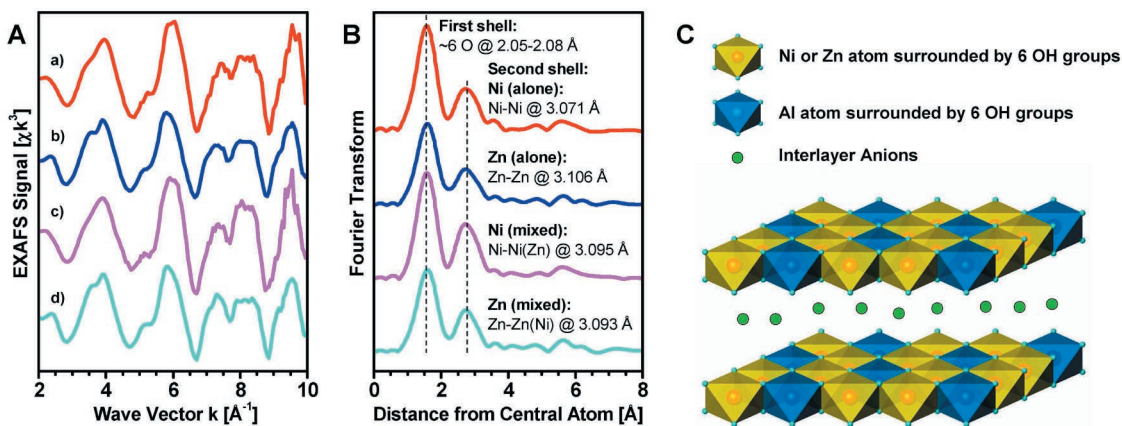 A
a)
b)
c)
d)
EXAFS Signal [χk³]
2 4 6 8 10
Wave Vector k [Å⁻¹]
B
First shell:
~6 O @ 2.05-2.08 Å
Second shell:
Ni (alone):
Ni-Ni @ 3.071 Å
Zn (alone):
Zn-Zn @ 3.106 Å
Ni (mixed):
Ni-Ni(Zn) @ 3.095 Å
Zn (mixed):
Zn-Zn(Ni) @ 3.093 Å
Fourier Transform
0 2 4 6 8
Distance from Central Atom [Å]
C
Ni or Zn atom surrounded by 6 OH groups
Al atom surrounded by 6 OH groups
Interlayer Anions